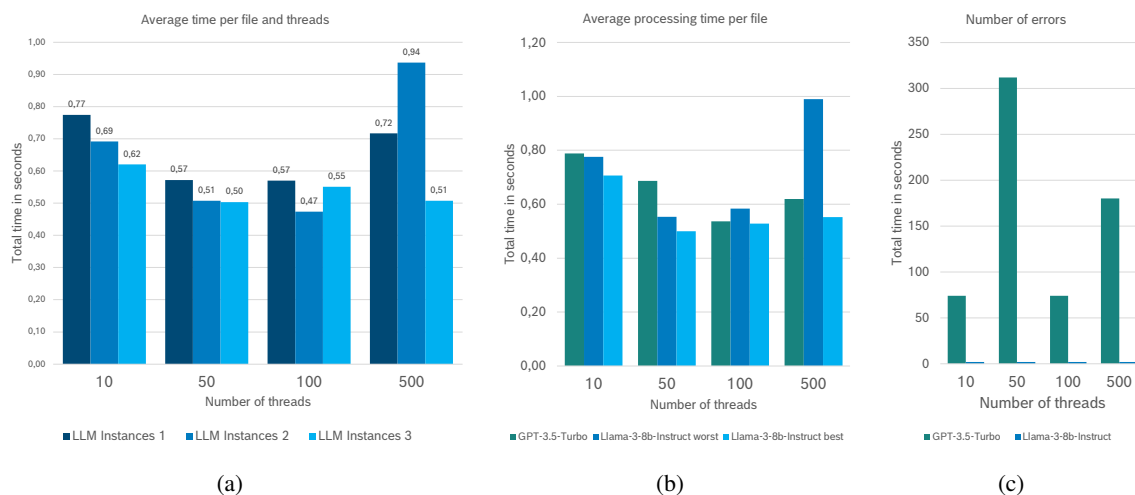 Average time per file and threads
Total time in seconds
1,00
0,90
0,80
0,70
0,60
0,50
0,40
0,30
0,20
0,10
0,00
0,77
0,69
0,62
0,57
0,51
0,50
0,57
0,47
0,55
0,72
0,94
0,51
10
50
100
500
Number of threads
LLM Instances 1
LLM Instances 2
LLM Instances 3
(a)
Average processing time per file
Total time in seconds
1,20
1,00
0,80
0,60
0,40
0,20
0,00
10
50
100
500
Number of threads
GPT-3.5-Turbo
Llama-3-8b-Instruct worst
Llama-3-8b-Instruct best
(b)
Number of errors
Total time in seconds
350
300
250
200
150
100
50
0
10
50
100
500
Number of threads
GPT-3.5-Turbo
Llama-3-8b-Instruct
(c)